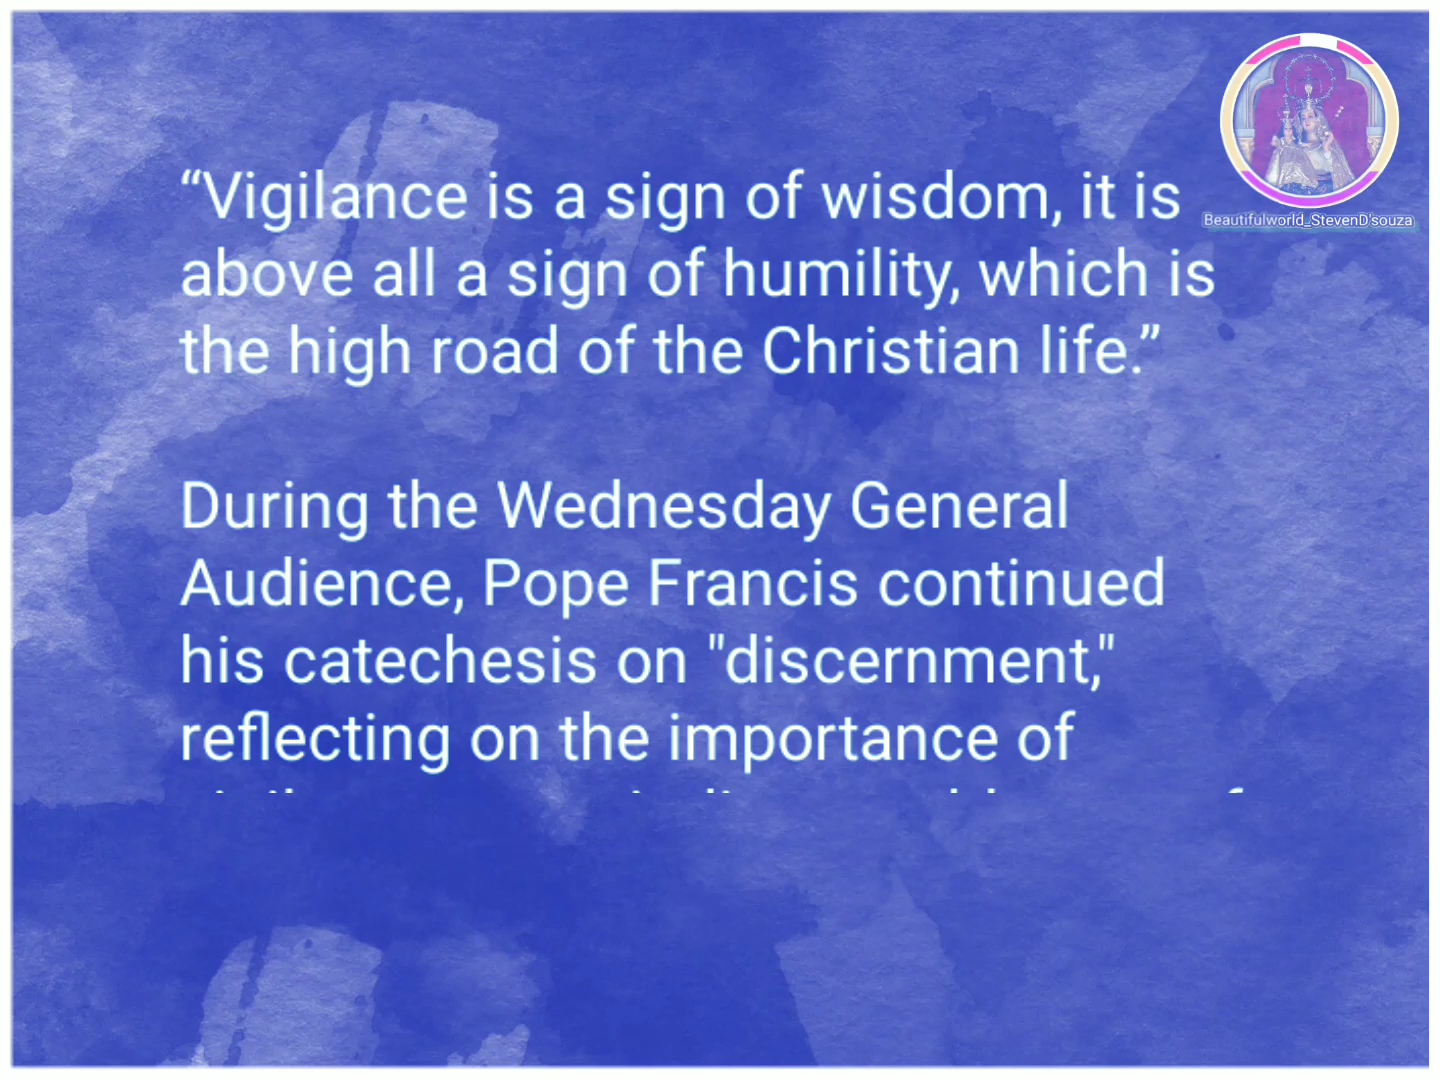 “Vigilance is a sign of wisdom, it is
above all a sign of humility, which is
the high road of the Christian life.”
During the Wednesday General
Audience, Pope Francis continued
his catechesis on "discernment,"
reflecting on the importance of
Beautifulworld_StevenD'souza